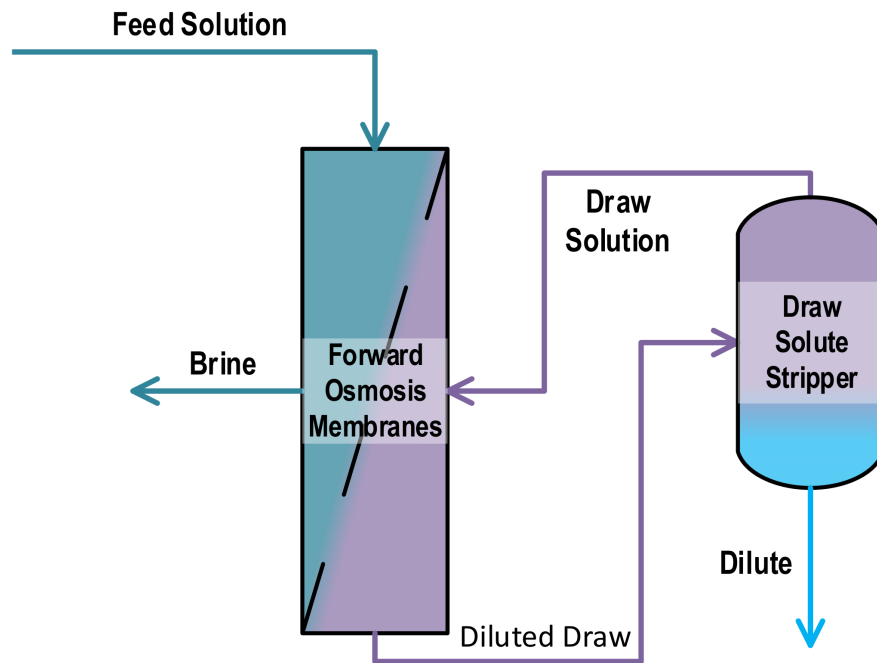 Feed Solution
Draw
Solution
Draw
Solute
Stripper
Brine
Forward
Osmosis
Membranes
Dilute
Diluted Draw